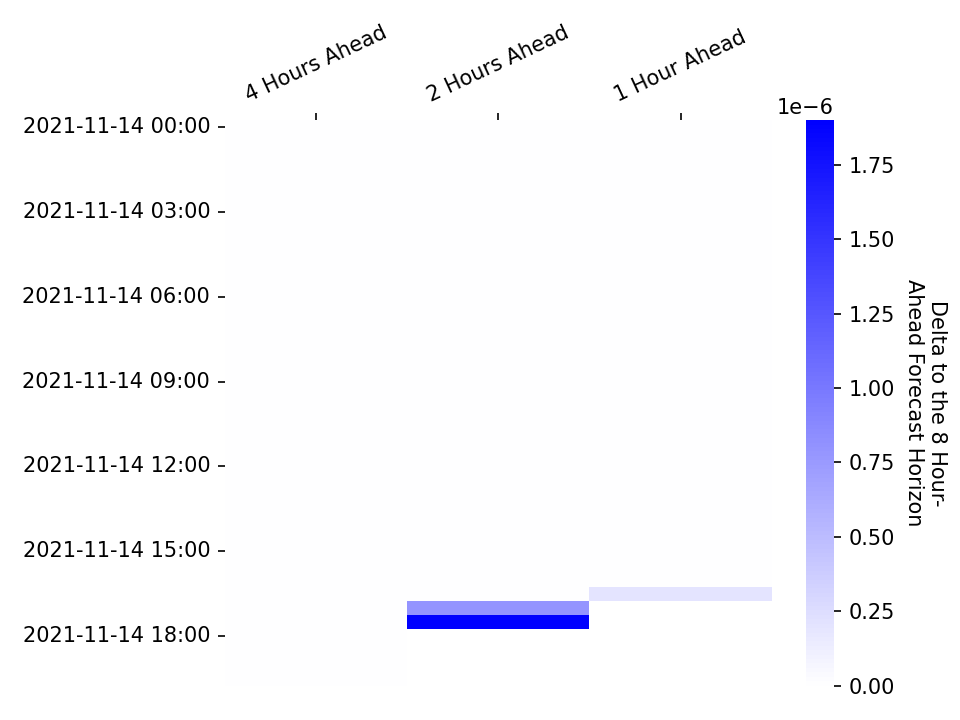 4 Hours Ahead
2 Hours Ahead
1 Hour Ahead
1e−6
2021-11-14 00:00
2021-11-14 03:00
2021-11-14 06:00
2021-11-14 09:00
2021-11-14 12:00
2021-11-14 15:00
2021-11-14 18:00
1.75
1.50
1.25
1.00
0.75
0.50
0.25
0.00
Delta to the 8 Hour-
Ahead Forecast Horizon